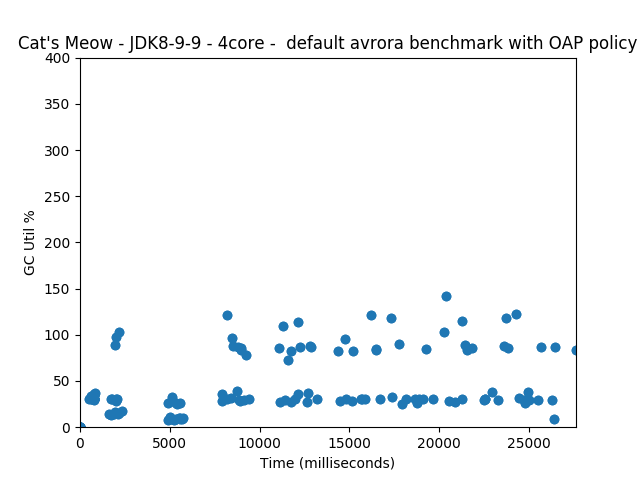 Cat's Meow - JDK8-9-9 - 4core -  default avrora benchmark with OAP policy
400
350
300
250
200
150
100
50
0
GC Util %
0 5000 10000 15000 20000 25000
Time (milliseconds)